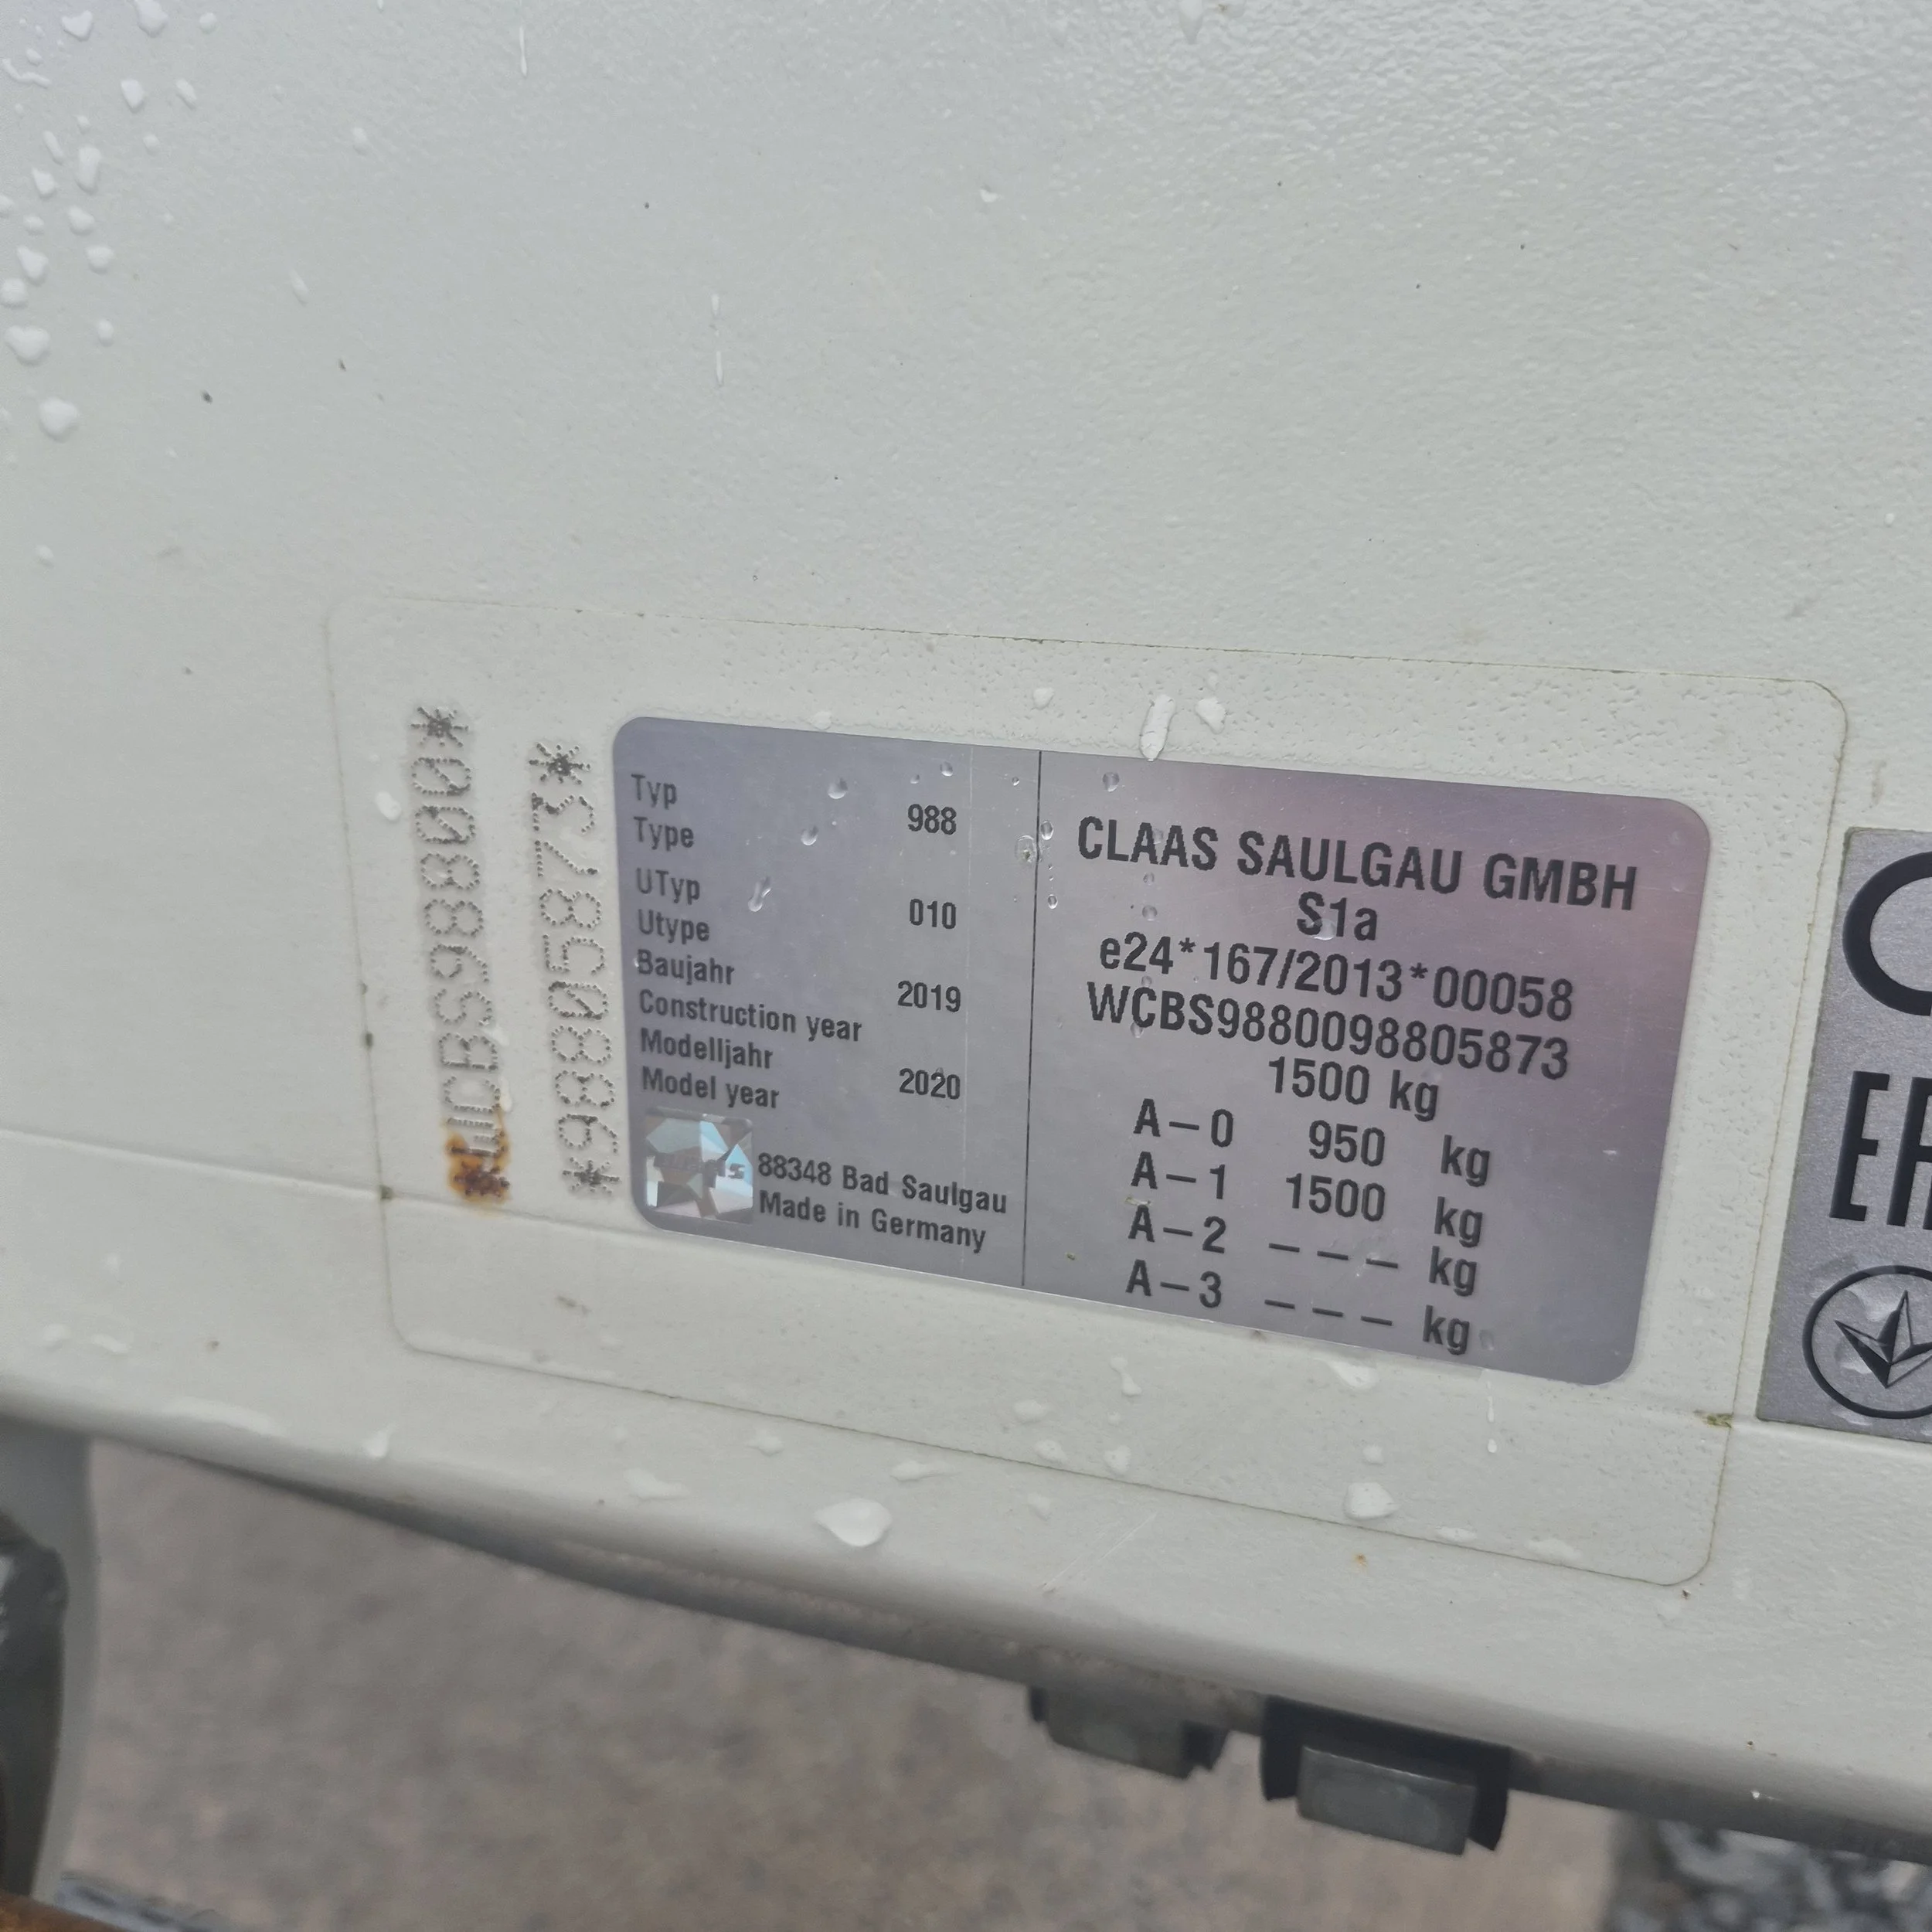 *WCBS98800*
*98805873*
Typ
Type 988
UTyp
Utype 010
Baujahr
Construction year 2019
Modelljahr
Model year 2020
88348 Bad Saulgau
Made in Germany
CLAAS SAULGAU GMBH
S1a
e24*167/2013*00058
WCBS9880098805873
1500 kg
A-0 950 kg
A-1 1500 kg
A-2 --- kg
A-3 --- kg